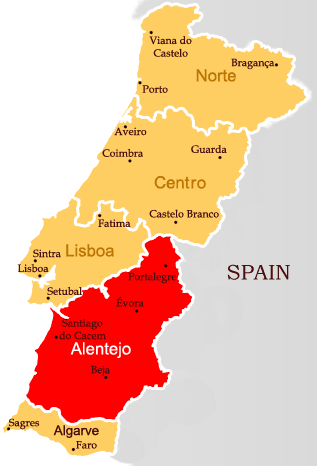 Viana do
Castelo
Bragança
Norte
Porto
Aveiro
Coimbra
Guarda
Centro
Castelo Branco
Fatima
Lisboa
Sintra
Lisboa
Setubal
Portalegre
SPAIN
Évora
Santiago
do Cacem
Alentejo
Beja
Sagres
Algarve
Faro